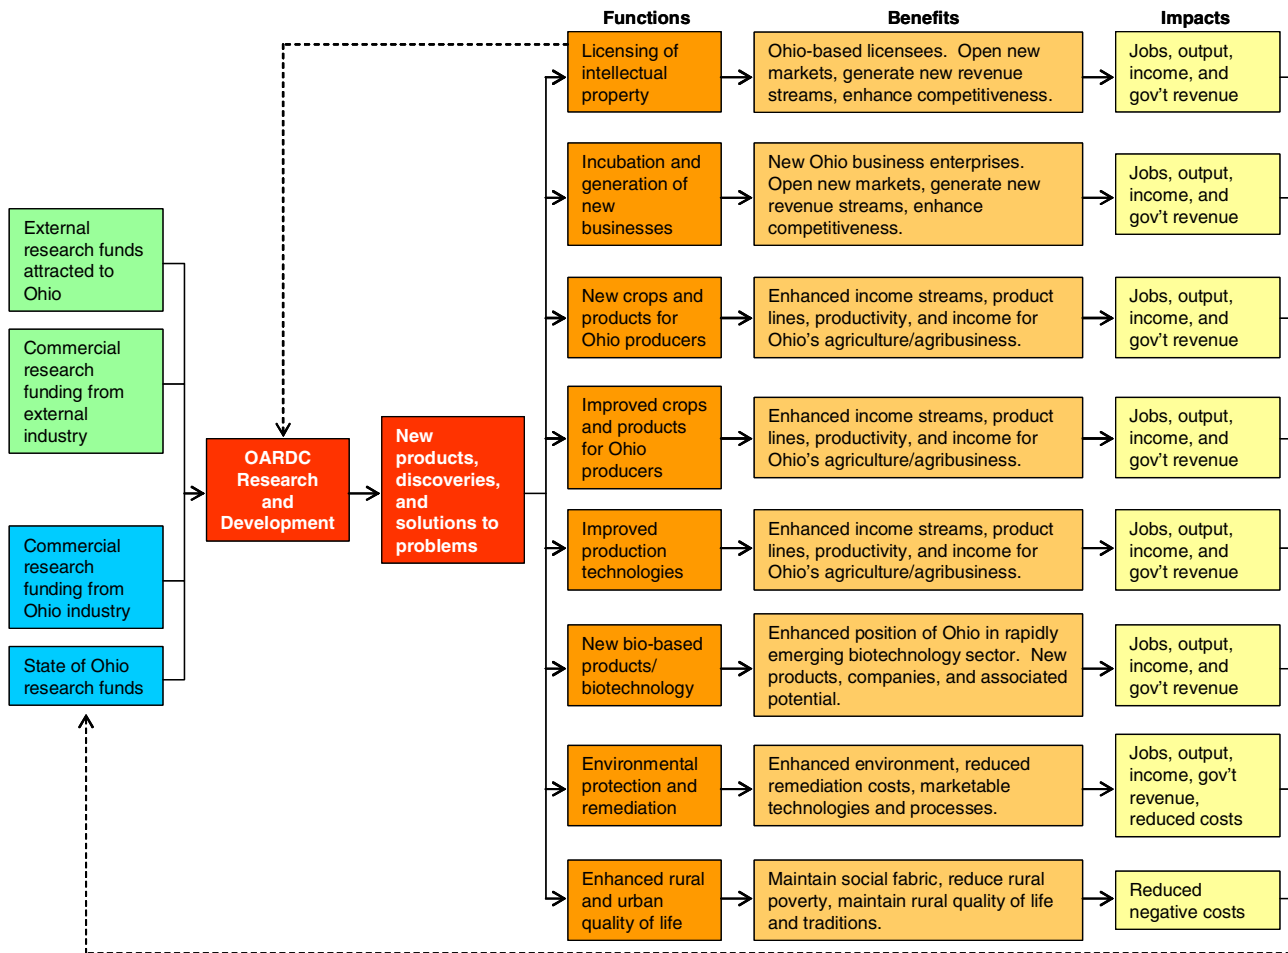 Functions
Benefits
Impacts
Licensing of
intellectual
property
Ohio-based licensees.  Open new
markets, generate new revenue
streams, enhance competitiveness.
Jobs, output,
income, and
gov’t revenue
Incubation and
generation of
new
businesses
New Ohio business enterprises.
Open new markets, generate new
revenue streams, enhance
competitiveness.
Jobs, output,
income, and
gov’t revenue
External
research funds
attracted to
Ohio
New crops and
products for
Ohio producers
Enhanced income streams, product
lines, productivity, and income for
Ohio’s agriculture/agribusiness.
Jobs, output,
income, and
gov’t revenue
Commercial
research
funding from
external
industry
Improved crops
and products
for Ohio
producers
Enhanced income streams, product
lines, productivity, and income for
Ohio’s agriculture/agribusiness.
Jobs, output,
income, and
gov’t revenue
OARDC
Research
and
Development
New
products,
discoveries,
and
solutions to
problems
Commercial
research
funding from
Ohio industry
Improved
production
technologies
Enhanced income streams, product
lines, productivity, and income for
Ohio’s agriculture/agribusiness.
Jobs, output,
income, and
gov’t revenue
State of Ohio
research funds
New bio-based
products/
biotechnology
Enhanced position of Ohio in rapidly
emerging biotechnology sector.  New
products, companies, and associated
potential.
Jobs, output,
income, and
gov’t revenue
Environmental
protection and
remediation
Enhanced environment, reduced
remediation costs, marketable
technologies and processes.
Jobs, output,
income, gov’t
revenue,
reduced costs
Enhanced rural
and urban
quality of life
Maintain social fabric, reduce rural
poverty, maintain rural quality of life
and traditions.
Reduced
negative costs